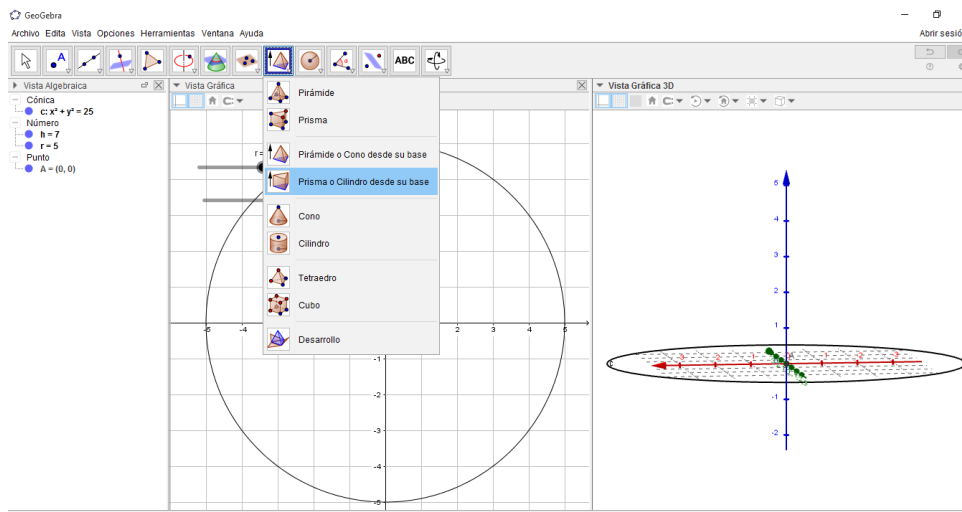 GeoGebra
Archivo Edita Vista Opciones Herramientas Ventana Ayuda
Abrir sesió
A
ABC
Vista Algebraica
Vista Gráfica
Vista Gráfica 3D
Cónica
c: x² + y² = 25
Número
h = 7
r = 5
Punto
A = (0, 0)
r =
Pirámide
Prisma
Pirámide o Cono desde su base
Prisma o Cilindro desde su base
Cono
Cilindro
Tetraedro
Cubo
Desarrollo
-4 2 3 4
-1
-2
-3
-4
-5
4
3
2
1
-1
-2